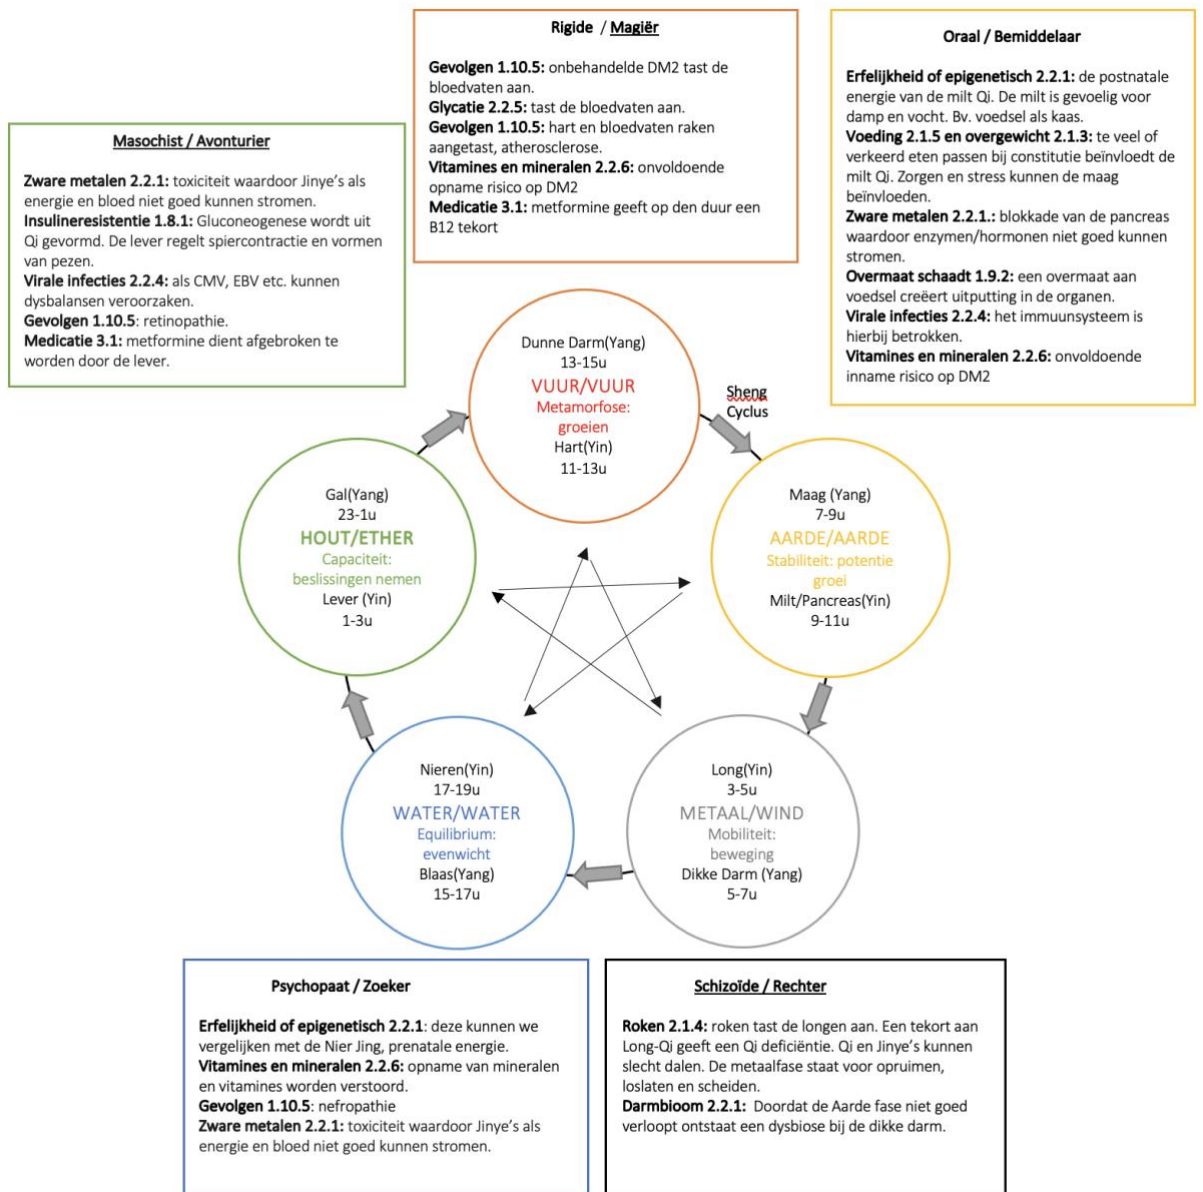 Rigide / Magiër
Gevolgen 1.10.5: onbehandelde DM2 tast de
bloedvaten aan.
Glycatie 2.2.5: tast de bloedvaten aan.
Gevolgen 1.10.5: hart en bloedvaten raken
aangetast, atherosclerose.
Vitamines en mineralen 2.2.6: onvoldoende
opname risico op DM2
Medicatie 3.1: metformine geeft op den duur een
B12 tekort
Oraal / Bemiddelaar
Erfelijkheid of epigenetisch 2.2.1: de postnatale
energie van de milt Qi. De milt is gevoelig voor
damp en vocht. Bv. voedsel als kaas.
Voeding 2.1.5 en overgewicht 2.1.3: te veel of
verkeerd eten passen bij constitutie beïnvloedt de
milt Qi. Zorgen en stress kunnen de maag
beïnvloeden.
Zware metalen 2.2.1.: blokkade van de pancreas
waardoor enzymen/hormonen niet goed kunnen
stromen.
Overmaat schaadt 1.9.2: een overmaat aan
voedsel creëert uitputting in de organen.
Virale infecties 2.2.4: het immuunsysteem is
hierbij betrokken.
Vitamines en mineralen 2.2.6: onvoldoende
inname risico op DM2
Masochist / Avonturier
Zware metalen 2.2.1: toxiciteit waardoor Jinye's als
energie en bloed niet goed kunnen stromen.
Insulineresistentie 1.8.1: Gluconeogenese wordt uit
Qi gevormd. De lever regelt spiercontractie en vormen
van pezen.
Virale infecties 2.2.4: als CMV, EBV etc. kunnen
dysbalansen veroorzaken.
Gevolgen 1.10.5: retinopathie.
Medicatie 3.1: metformine dient afgebroken te
worden door de lever.
Dunne Darm(Yang)
13-15u
VUUR/VUUR
Metamorfose:
groeien
Hart(Yin)
11-13u
Sheng
Cyclus
Gal(Yang)
23-1u
HOUT/ETHER
Capaciteit:
beslissingen nemen
Lever (Yin)
1-3u
Maag (Yang)
7-9u
AARDE/AARDE
Stabiliteit: potentie
groei
Milt/Pancreas(Yin)
9-11u
Nieren(Yin)
17-19u
WATER/WATER
Equilibrium:
evenwicht
Blaas(Yang)
15-17u
Long(Yin)
3-5u
METAAL/WIND
Mobiliteit:
beweging
Dikke Darm (Yang)
5-7u
Psychopaat / Zoeker
Erfelijkheid of epigenetisch 2.2.1: deze kunnen we
vergelijken met de Nier Jing, prenatale energie.
Vitamines en mineralen 2.2.6: opname van mineralen
en vitamines worden verstoord.
Gevolgen 1.10.5: nefropathie
Zware metalen 2.2.1: toxiciteit waardoor Jinye's als
energie en bloed niet goed kunnen stromen.
Schizoïde / Rechter
Roken 2.1.4: roken tast de longen aan. Een tekort aan
Long-Qi geeft een Qi deficiëntie. Qi en Jinye's kunnen
slecht dalen. De metaalfase staat voor opruimen,
loslaten en scheiden.
Darmbioom 2.2.1: Doordat de Aarde fase niet goed
verloopt ontstaat een dysbiose bij de dikke darm.